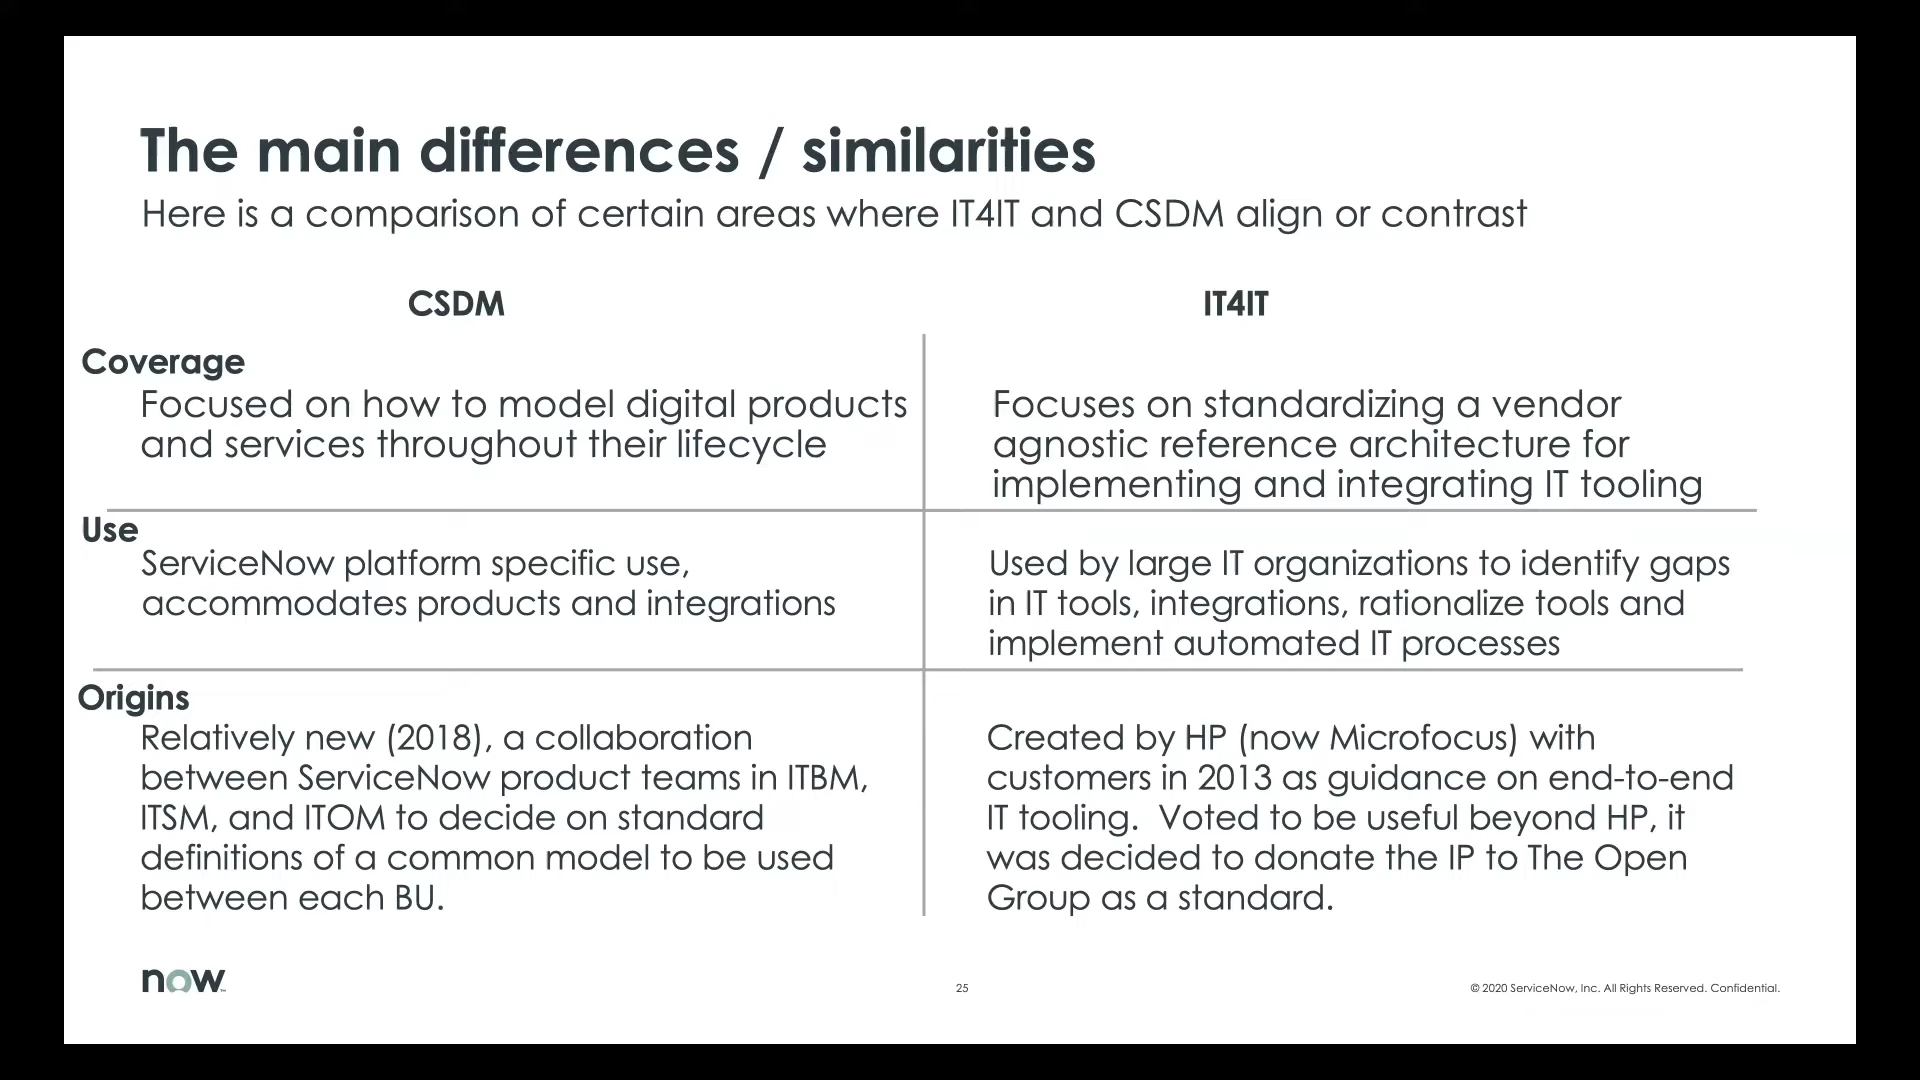 The main differences / similarities
Here is a comparison of certain areas where IT4IT and CSDM align or contrast
CSDM
IT4IT
Coverage
Focused on how to model digital products
and services throughout their lifecycle
Focuses on standardizing a vendor
agnostic reference architecture for
implementing and integrating IT tooling
Use
ServiceNow platform specific use,
accommodates products and integrations
Used by large IT organizations to identify gaps
in IT tools, integrations, rationalize tools and
implement automated IT processes
Origins
Relatively new (2018), a collaboration
between ServiceNow product teams in ITBM,
ITSM, and ITOM to decide on standard
definitions of a common model to be used
between each BU.
Created by HP (now Microfocus) with
customers in 2013 as guidance on end-to-end
IT tooling.  Voted to be useful beyond HP, it
was decided to donate the IP to The Open
Group as a standard.
now
25
© 2020 ServiceNow, Inc. All Rights Reserved. Confidential.